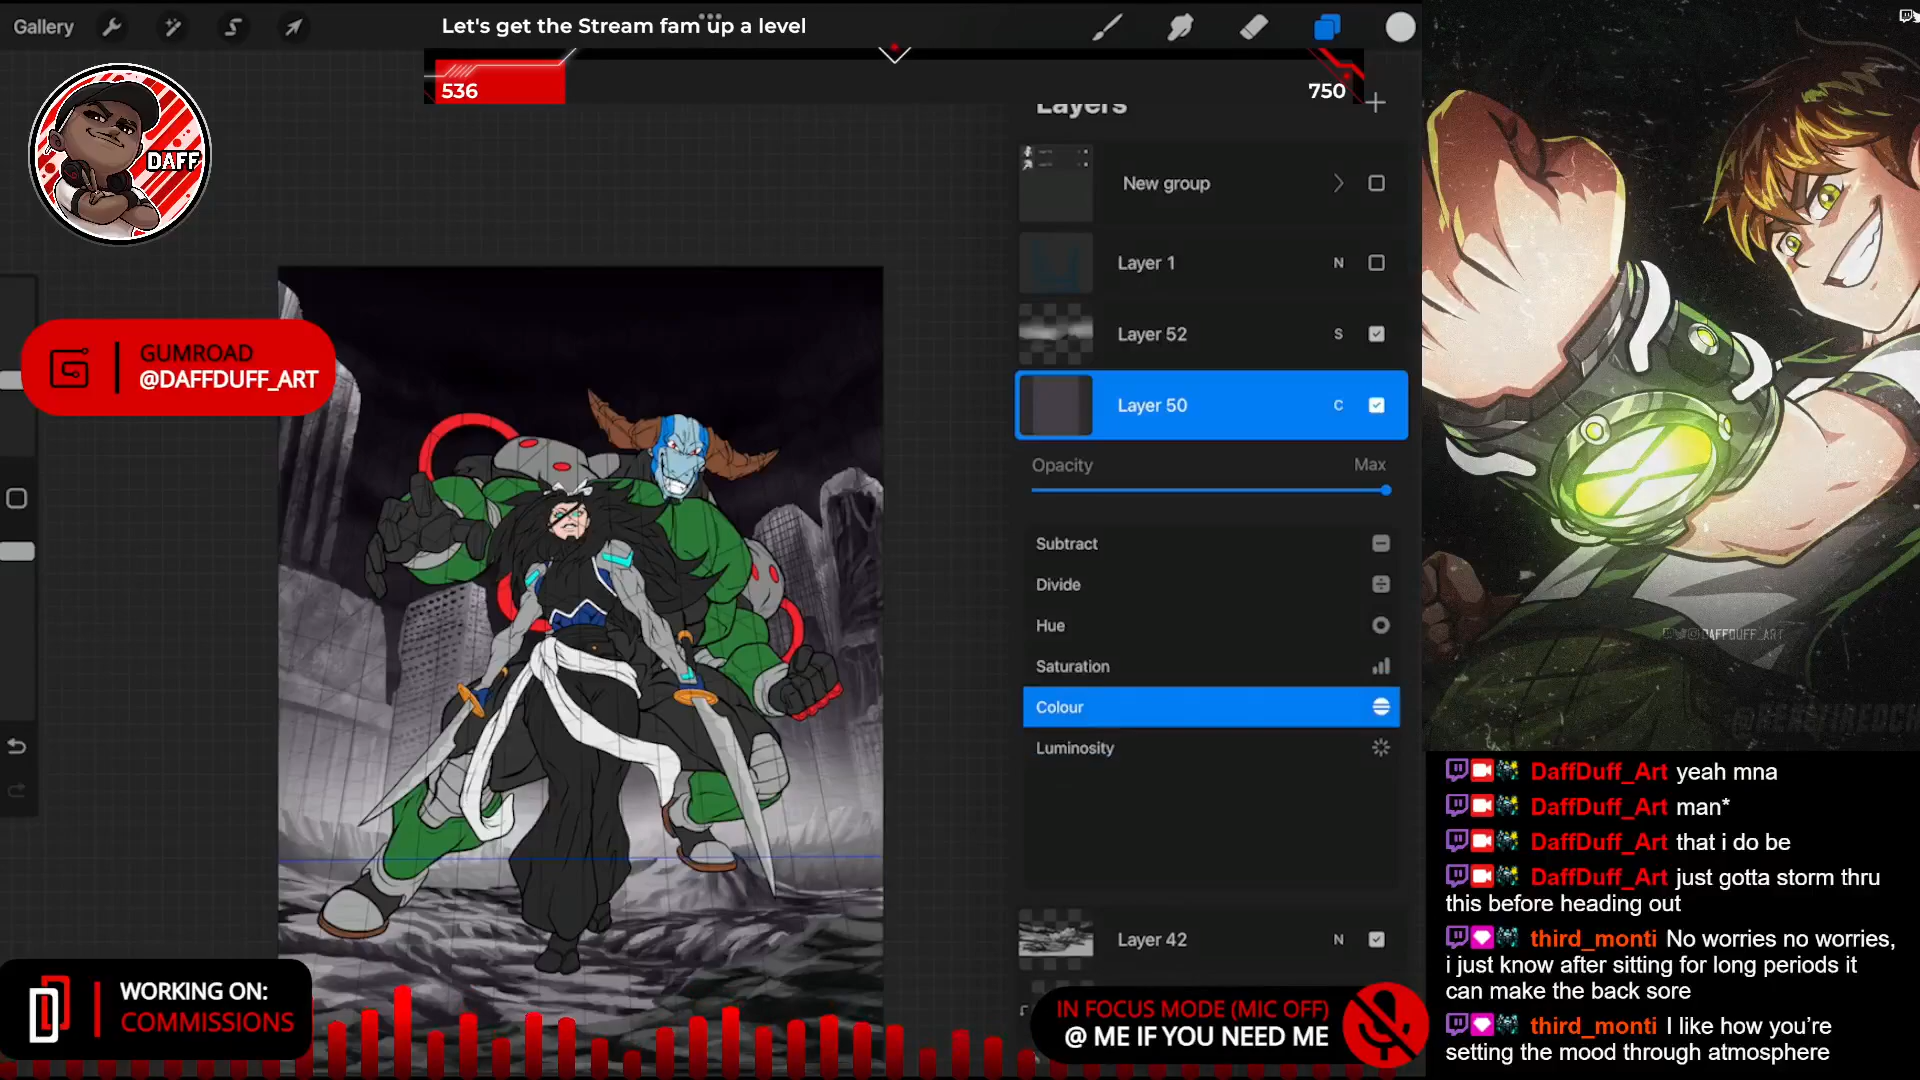 Gallery
Let's get the Stream fam up a level
536
750
Layers
DAFF
GUMROAD
@DAFFDUFF_ART
New group
Layer 1
N
Layer 52
S
Layer 50
C
Opacity
Max
Subtract
Divide
Hue
Saturation
Colour
Luminosity
Layer 42
N
WORKING ON:
COMMISSIONS
IN FOCUS MODE (MIC OFF)
@ ME IF YOU NEED ME
@DAFFDUFF_ART
DaffDuff_Art yeah mna
DaffDuff_Art man*
DaffDuff_Art that i do be
DaffDuff_Art just gotta storm thru
this before heading out
third_monti No worries no worries,
i just know after sitting for long periods it
can make the back sore
third_monti I like how you're
setting the mood through atmosphere